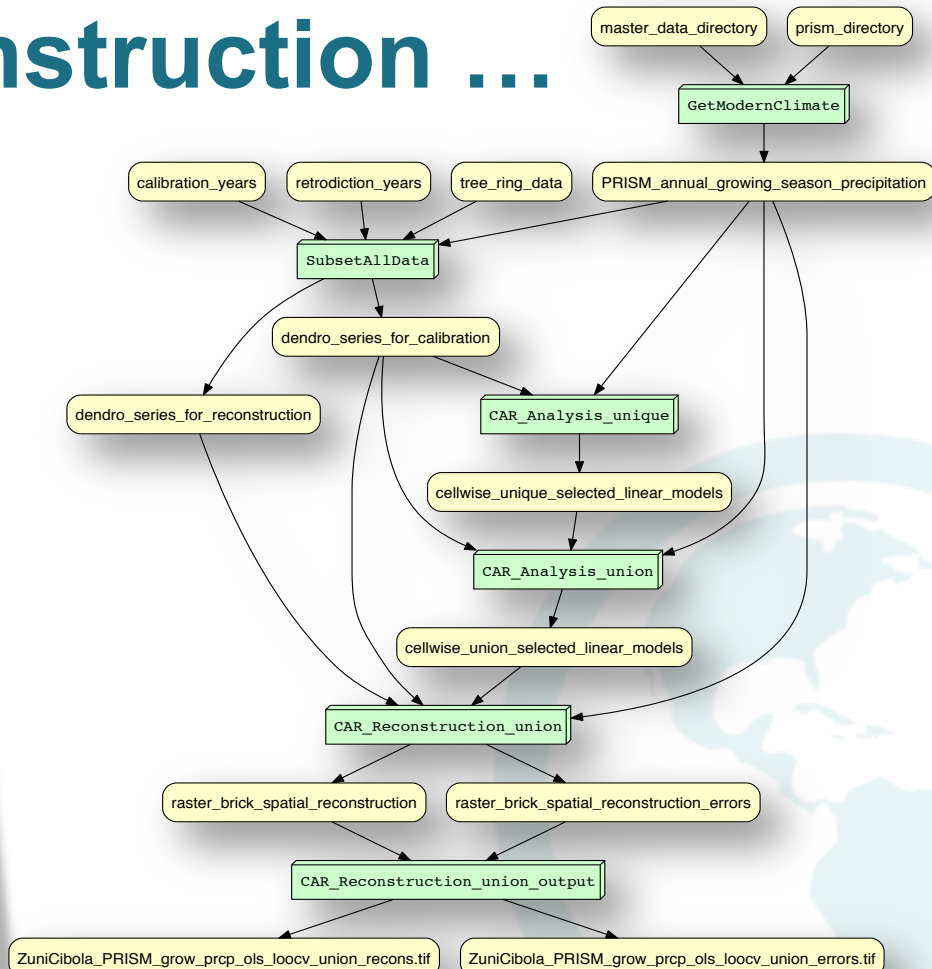 nstruction ...
master_data_directory
prism_directory
GetModernClimate
calibration_years
retrodiction_years
tree_ring_data
PRISM_annual_growing_season_precipitation
SubsetAllData
dendro_series_for_calibration
dendro_series_for_reconstruction
CAR_Analysis_unique
cellwise_unique_selected_linear_models
CAR_Analysis_union
cellwise_union_selected_linear_models
CAR_Reconstruction_union
raster_brick_spatial_reconstruction
raster_brick_spatial_reconstruction_errors
CAR_Reconstruction_union_output
ZuniCibola_PRISM_grow_prcp_ols_loocv_union_recons.tif
ZuniCibola_PRISM_grow_prcp_ols_loocv_union_errors.tif